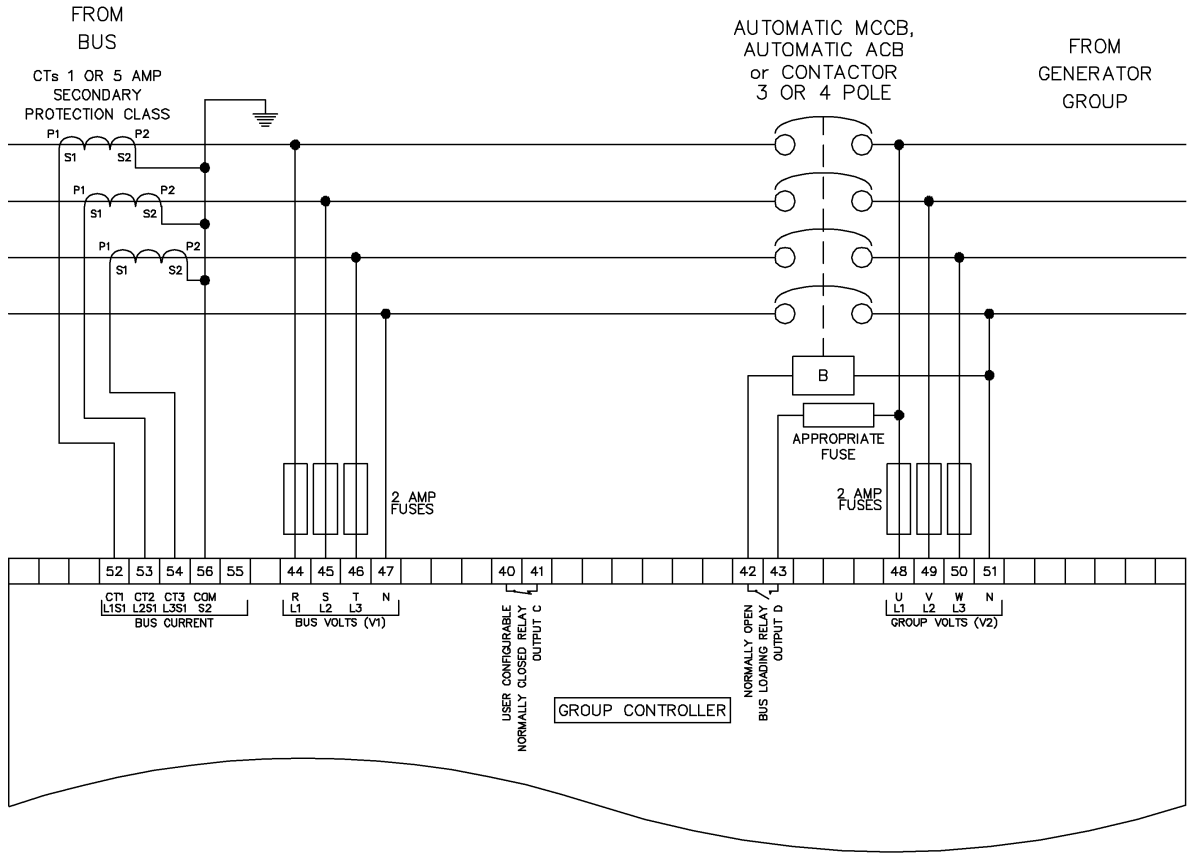 FROM
BUS
CTs 1 OR 5 AMP
SECONDARY
PROTECTION CLASS
AUTOMATIC MCCB,
AUTOMATIC ACB
or CONTACTOR
3 OR 4 POLE
FROM
GENERATOR
GROUP
P1 P2
S1 S2
P1 P2
S1 S2
P1 P2
S1 S2
B
APPROPRIATE
FUSE
2 AMP
FUSES
2 AMP
FUSES
52 53 54 56 55 44 45 46 47 40 41 42 43 48 49 50 51
CT1 CT2 CT3 COM
L1S1 L2S1 L3S1 S2
BUS CURRENT
R S T N
L1 L2 L3
BUS VOLTS (V1)
USER CONFIGURABLE
NORMALLY CLOSED RELAY
OUTPUT C
NORMALLY OPEN
BUS LOADING RELAY
OUTPUT D
U V W N
L1 L2 L3
GROUP VOLTS (V2)
GROUP CONTROLLER